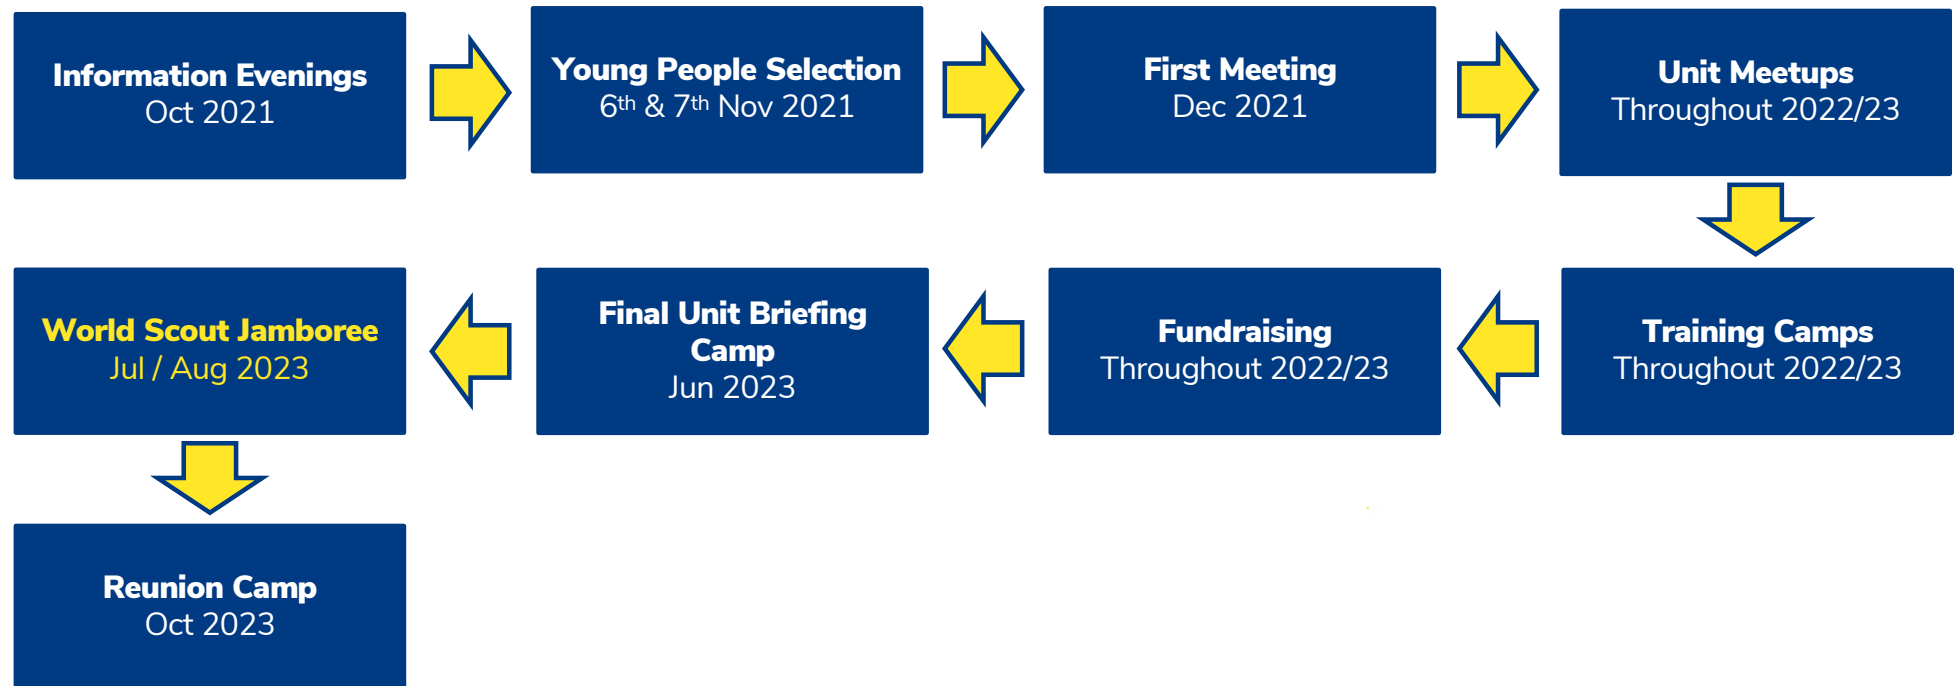 Information Evenings
Oct 2021
Young People Selection
6th & 7th Nov 2021
First Meeting
Dec 2021
Unit Meetups
Throughout 2022/23
Training Camps
Throughout 2022/23
Fundraising
Throughout 2022/23
Final Unit Briefing
Camp
Jun 2023
World Scout Jamboree
Jul / Aug 2023
Reunion Camp
Oct 2023